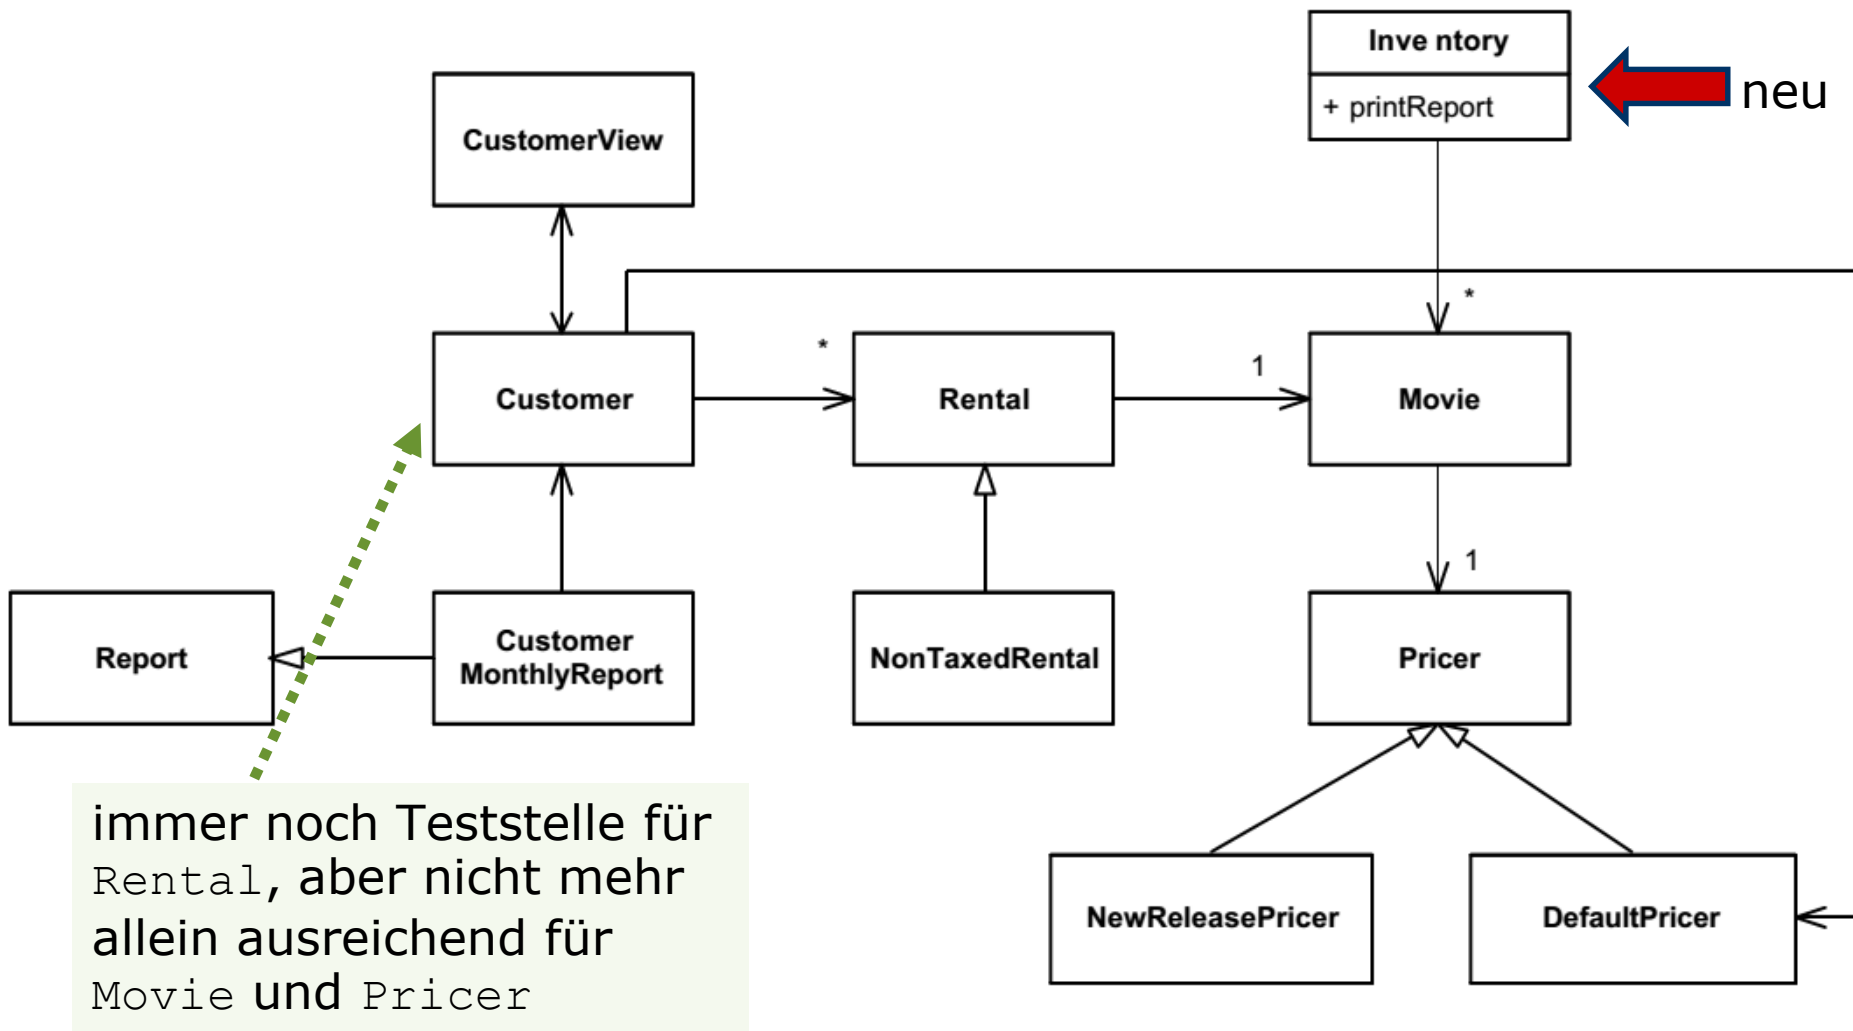 Inve ntory
+ printReport
neu
CustomerView
*
Customer
*
Rental
1
Movie
1
Report
Customer
MonthlyReport
NonTaxedRental
Pricer
immer noch Teststelle für
Rental, aber nicht mehr
allein ausreichend für
Movie und Pricer
NewReleasePricer
DefaultPricer